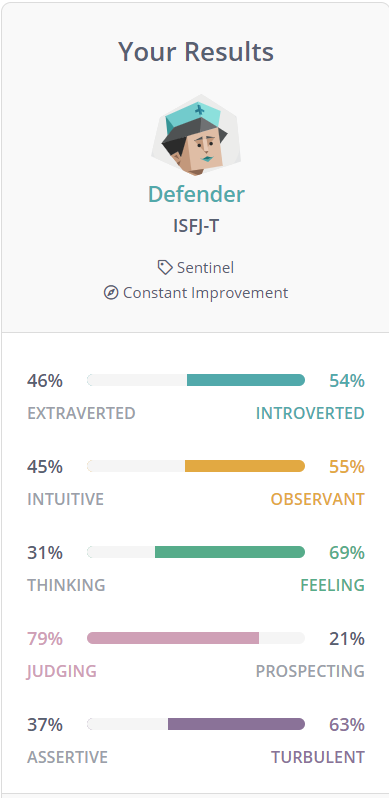 Your Results
Defender
ISFJ-T
Sentinel
Constant Improvement
46% 54%
EXTRAVERTED INTROVERTED
45% 55%
INTUITIVE OBSERVANT
31% 69%
THINKING FEELING
79% 21%
JUDGING PROSPECTING
37% 63%
ASSERTIVE TURBULENT